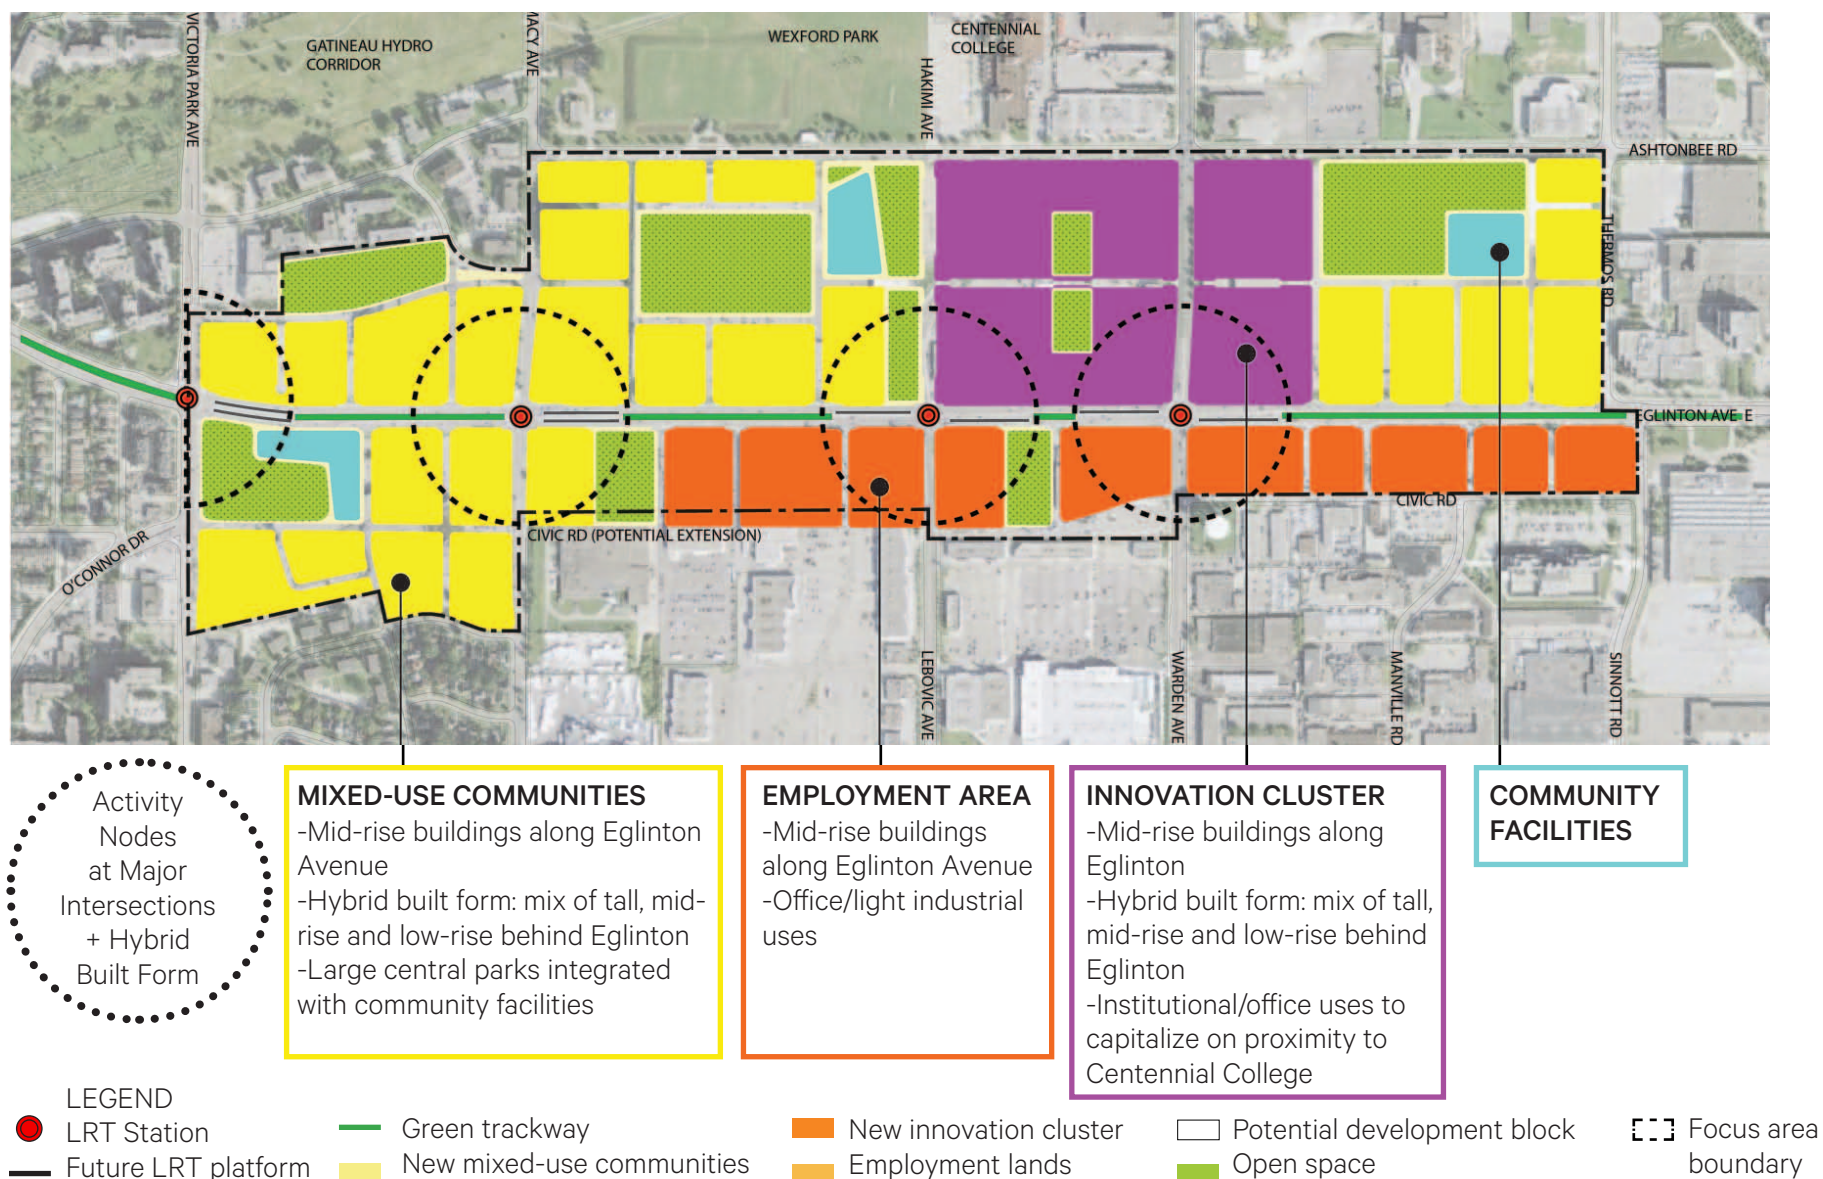 VICTORIA PARK AVE
GATINEAU HYDRO
CORRIDOR
MACY AVE
WEXFORD PARK
CENTENNIAL
COLLEGE
HAKIMI AVE
ASHTONBEE RD
THERMOS RD
EGLINTON AVE E
CIVIC RD
CIVIC RD (POTENTIAL EXTENSION)
O'CONNOR DR
LEBOVIC AVE
WARDEN AVE
MANVILLE RD
SINNOTT RD
Activity
Nodes
at Major
Intersections
+ Hybrid
Built Form
MIXED-USE COMMUNITIES
-Mid-rise buildings along Eglinton
Avenue
-Hybrid built form: mix of tall, mid-
rise and low-rise behind Eglinton
-Large central parks integrated
with community facilities
EMPLOYMENT AREA
-Mid-rise buildings
along Eglinton Avenue
-Office/light industrial
uses
INNOVATION CLUSTER
-Mid-rise buildings along
Eglinton
-Hybrid built form: mix of tall,
mid-rise and low-rise behind
Eglinton
-Institutional/office uses to
capitalize on proximity to
Centennial College
COMMUNITY
FACILITIES
LEGEND
LRT Station
Future LRT platform
Green trackway
New mixed-use communities
New innovation cluster
Employment lands
Potential development block
Open space
Focus area
boundary